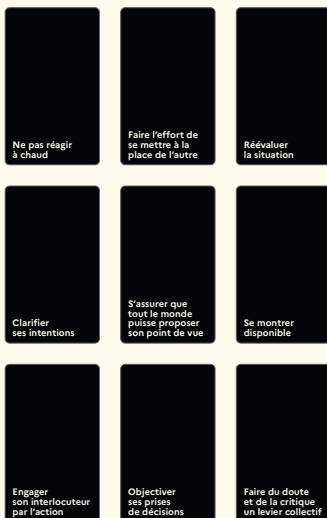 Ne pas réagir
à chaud
Faire l'effort de
se mettre à la
place de l'autre
Réévaluer
la situation
Clarifier
ses intentions
S'assurer que
tout le monde
puisse proposer
son point de vue
Se montrer
disponible
Engager
son interlocuteur
par l'action
Objectiver
ses prises
de décisions
Faire du doute
et de la critique
un levier collectif